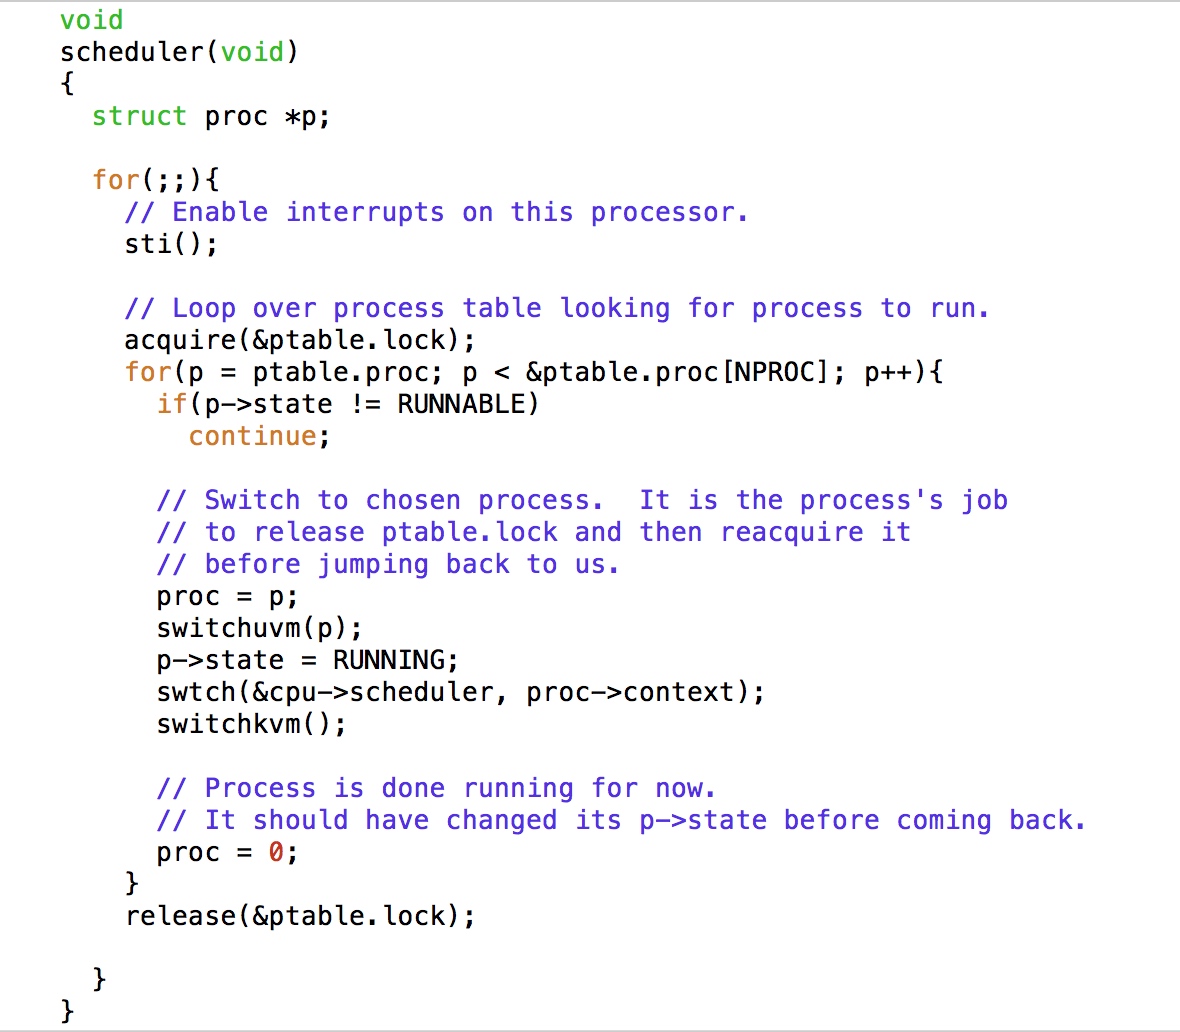 void
scheduler(void)
{
  struct proc *p;

  for(;;){
    // Enable interrupts on this processor.
    sti();

    // Loop over process table looking for process to run.
    acquire(&ptable.lock);
    for(p = ptable.proc; p < &ptable.proc[NPROC]; p++){
      if(p->state != RUNNABLE)
        continue;

      // Switch to chosen process.  It is the process's job
      // to release ptable.lock and then reacquire it
      // before jumping back to us.
      proc = p;
      switchuvm(p);
      p->state = RUNNING;
      swtch(&cpu->scheduler, proc->context);
      switchkvm();

      // Process is done running for now.
      // It should have changed its p->state before coming back.
      proc = 0;
    }
    release(&ptable.lock);

  }
}